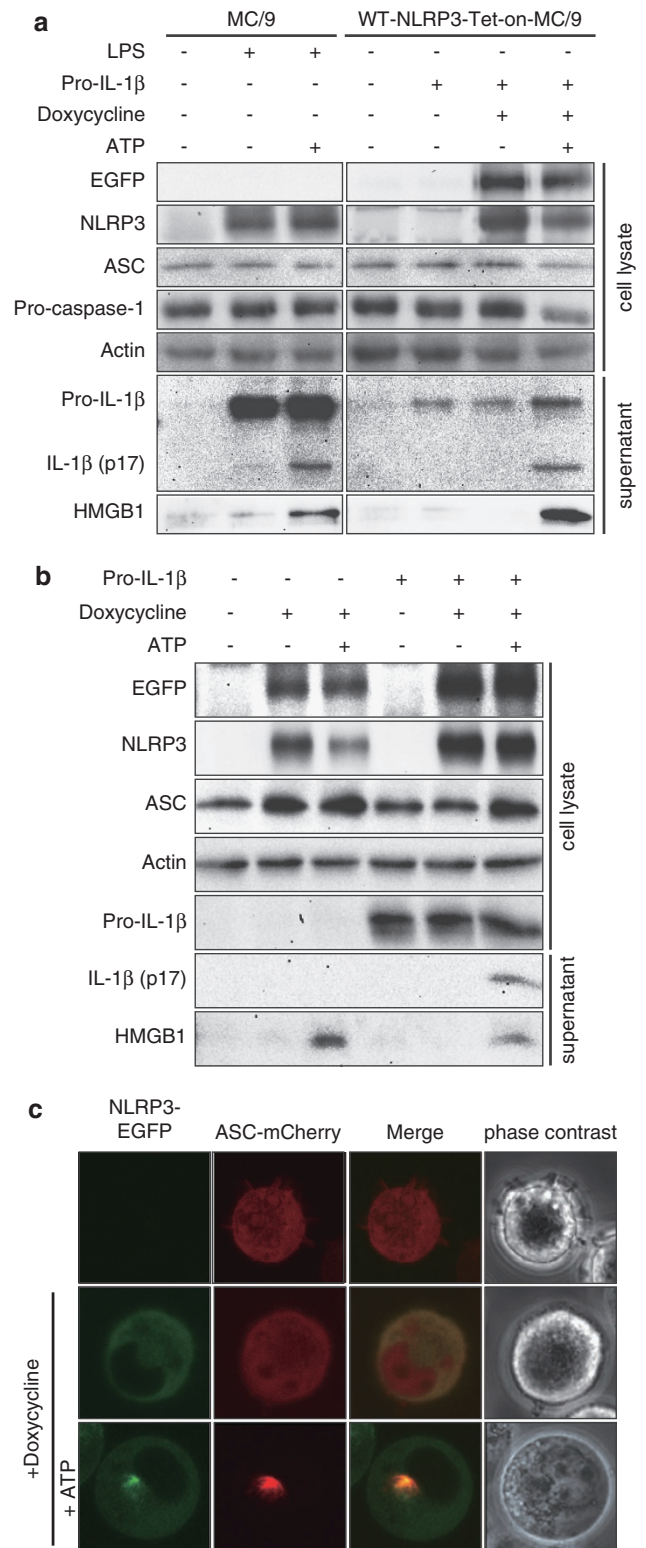 a
MC/9 WT-NLRP3-Tet-on-MC/9
LPS - + + - - - -
Pro-IL-1β - - - - + + +
Doxycycline - - - - - + +
ATP - - + - - - +
EGFP
NLRP3
ASC
Pro-caspase-1
Actin
cell lysate
Pro-IL-1β
IL-1β (p17)
HMGB1
supernatant
b
Pro-IL-1β - - - + + +
Doxycycline - + + - + +
ATP - - + - - +
EGFP
NLRP3
ASC
Actin
Pro-IL-1β
cell lysate
IL-1β (p17)
HMGB1
supernatant
c
NLRP3-
EGFP ASC-mCherry Merge phase contrast
+Doxycycline
+ ATP